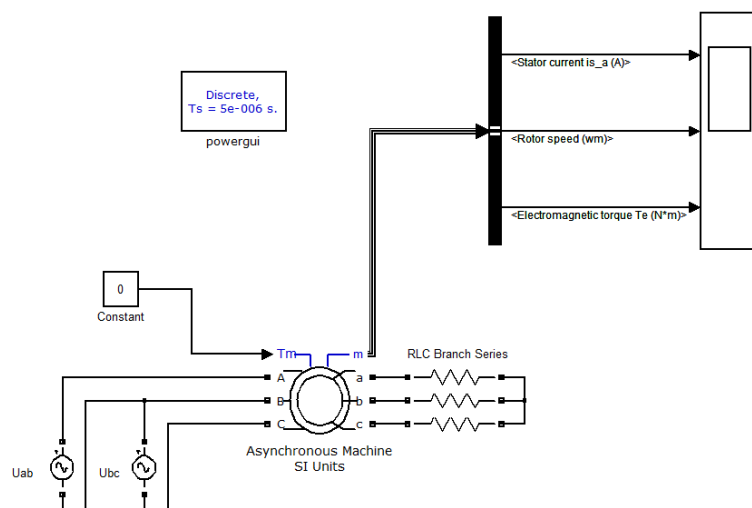 <Stator current is_a (A)>
Discrete,
Ts = 5e-006 s.
powergui
<Rotor speed (wm)>
<Electromagnetic torque Te (N*m)>
0
Constant
Tm
m
RLC Branch Series
A
a
B
b
C
c
Asynchronous Machine
SI Units
Uab
Ubc